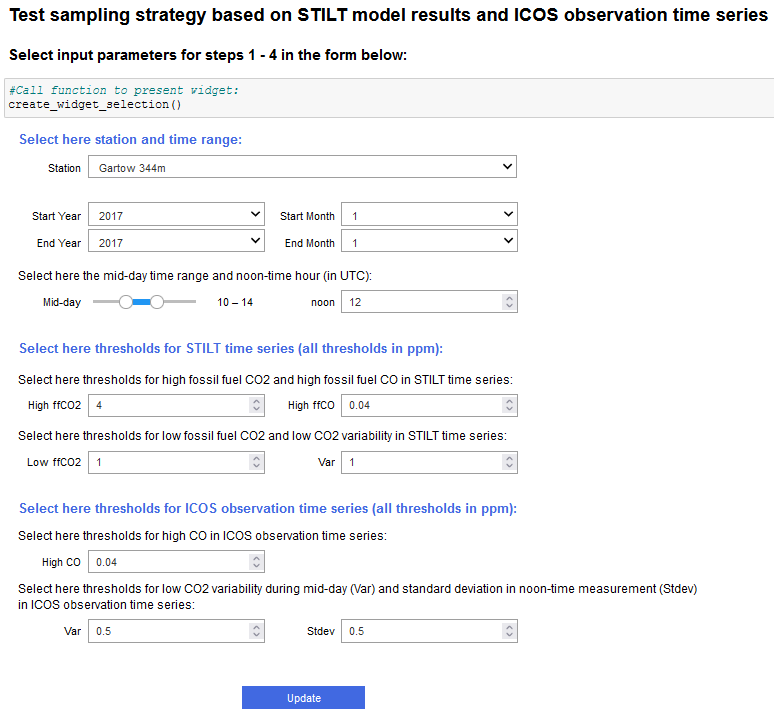 Test sampling strategy based on STILT model results and ICOS observation time series
Select input parameters for steps 1 - 4 in the form below:
#Call function to present widget:
create_widget_selection()
Select here station and time range:
Station Gartow 344m
Start Year 2017 Start Month 1
End Year 2017 End Month 1
Select here the mid-day time range and noon-time hour (in UTC):
Mid-day 10 – 14 noon 12
Select here thresholds for STILT time series (all thresholds in ppm):
Select here thresholds for high fossil fuel CO2 and high fossil fuel CO in STILT time series:
High ffCO2 4 High ffCO 0.04
Select here thresholds for low fossil fuel CO2 and low CO2 variability in STILT time series:
Low ffCO2 1 Var 1
Select here thresholds for ICOS observation time series (all thresholds in ppm):
Select here thresholds for high CO in ICOS observation time series:
High CO 0.04
Select here thresholds for low CO2 variability during mid-day (Var) and standard deviation in noon-time measurement (Stdev)
in ICOS observation time series:
Var 0.5 Stdev 0.5
Update